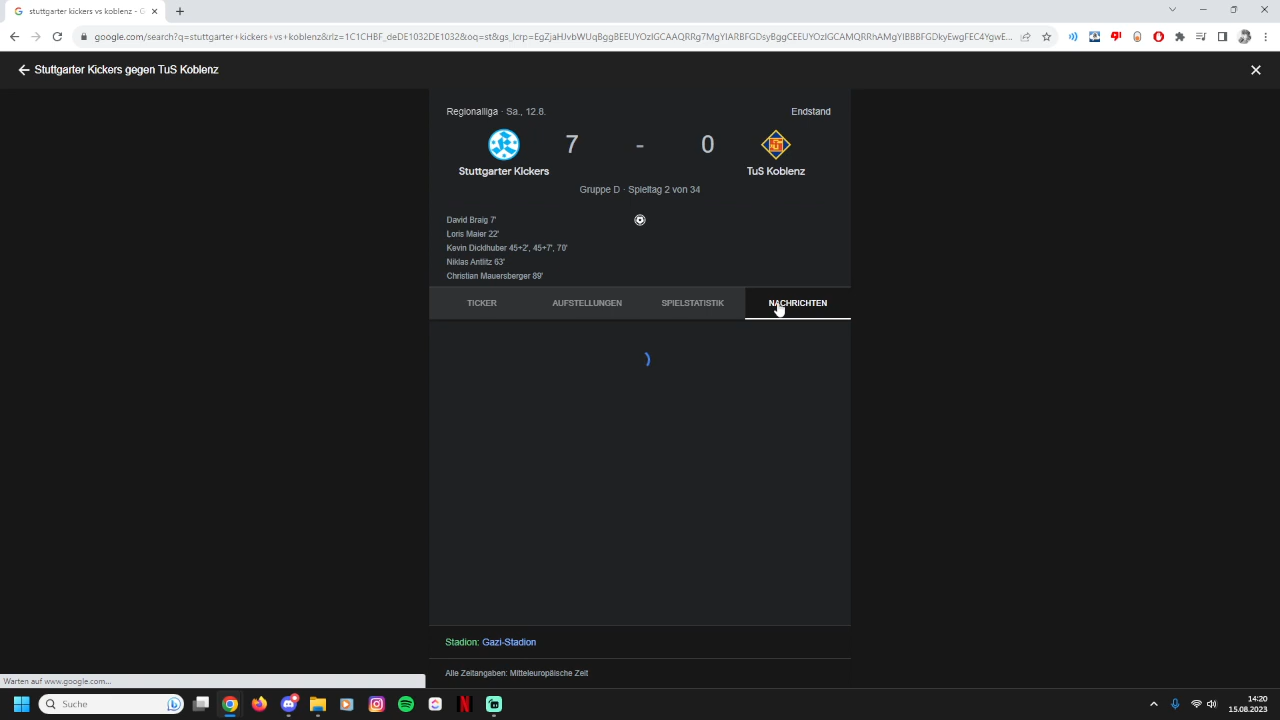 stuttgarter kickers vs koblenz - G
google.com/search?q=stuttgarter+kickers+vs+koblenz&rlz=1C1CHBF_deDE1032DE1032&oq=st&gs_lcrp=EgZjaHJvbWUqBggBEEUYOzIGCAAQRRg7MgYIARBFGDsyBggCEEUYOzIGCAMQRRhAMgYIBBBFGDkyEwgFEC4YgwE...
Stuttgarter Kickers gegen TuS Koblenz
Regionalliga · Sa., 12.8.
Endstand
7 - 0
Stuttgarter Kickers
TuS Koblenz
Gruppe D · Spieltag 2 von 34
David Braig 7'
Loris Maier 22'
Kevin Dicklhuber 45+2', 45+7', 70'
Niklas Antlitz 63'
Christian Mauersberger 89'
TICKER AUFSTELLUNGEN SPIELSTATISTIK NACHRICHTEN
Stadion: Gazi-Stadion
Alle Zeitangaben: Mitteleuropäische Zeit
Warten auf www.google.com...
Suche
14:20
15.08.2023